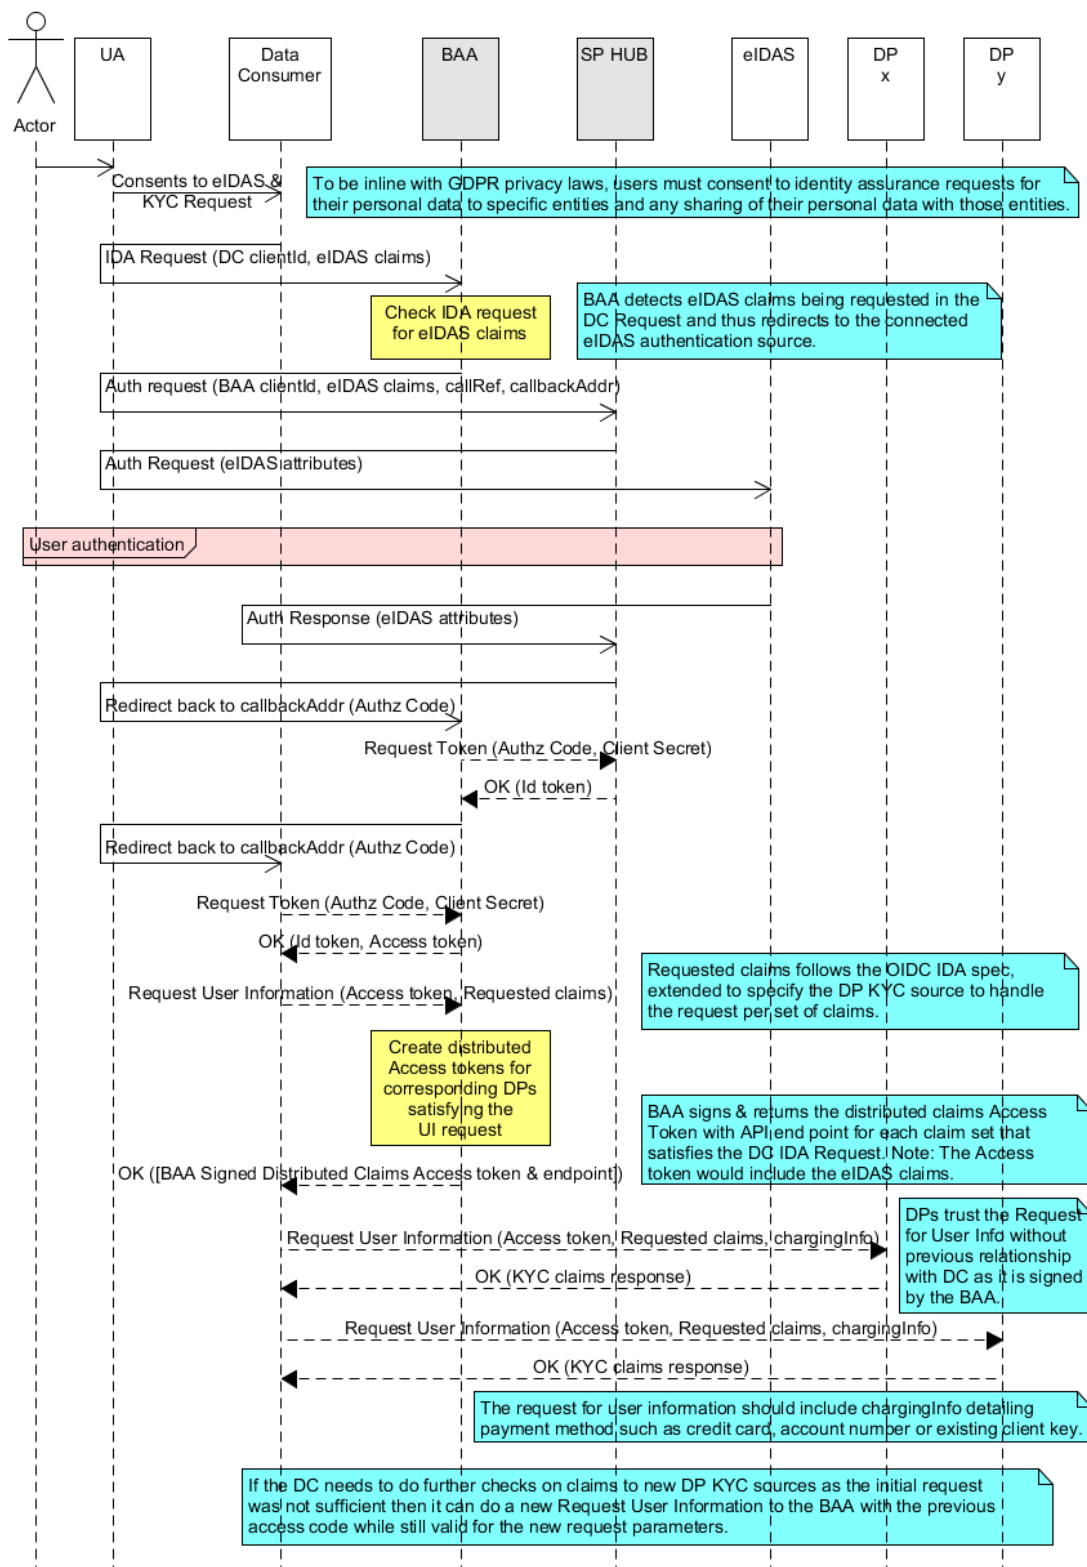 Actor
UA
Data
Consumer
BAA
SP HUB
eIDAS
DP
x
DP
y
Consents to eIDAS &
KYC Request
To be inline with GDPR privacy laws, users must consent to identity assurance requests for
their personal data to specific entities and any sharing of their personal data with those entities.
IDA Request (DC clientId, eIDAS claims)
Check IDA request
for eIDAS claims
BAA detects eIDAS claims being requested in the
DC Request and thus redirects to the connected
eIDAS authentication source.
Auth request (BAA clientId, eIDAS claims, callRef, callbackAddr)
Auth Request (eIDAS attributes)
User authentication
Auth Response (eIDAS attributes)
Redirect back to callbackAddr (Authz Code)
Request Token (Authz Code, Client Secret)
OK (Id token)
Redirect back to callbackAddr (Authz Code)
Request Token (Authz Code, Client Secret)
OK (Id token, Access token)
Request User Information (Access token, Requested claims)
Requested claims follows the OIDC IDA spec,
extended to specify the DP KYC source to handle
the request per set of claims.
Create distributed
Access tokens for
corresponding DPs
satisfying the
UI request
BAA signs & returns the distributed claims Access
Token with API end point for each claim set that
satisfies the DC IDA Request. Note: The Access
token would include the eIDAS claims.
OK ([BAA Signed Distributed Claims Access token & endpoint])
DPs trust the Request
for User Info without
previous relationship
with DC as it is signed
by the BAA.
Request User Information (Access token, Requested claims, chargingInfo)
OK (KYC claims response)
Request User Information (Access token, Requested claims, chargingInfo)
OK (KYC claims response)
The request for user information should include chargingInfo detailing
payment method such as credit card, account number or existing client key.
If the DC needs to do further checks on claims to new DP KYC sources as the initial request
was not sufficient then it can do a new Request User Information to the BAA with the previous
access code while still valid for the new request parameters.